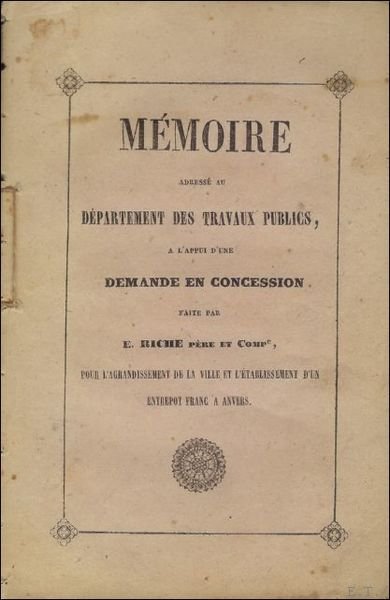 MÉMOIRE
ADRESSÉ AU
DÉPARTEMENT DES TRAVAUX PUBLICS,
A L'APPUI D'UNE
DEMANDE EN CONCESSION
FAITE PAR
E. RICHE PÈRE ET COMPe,
POUR L'AGRANDISSEMENT DE LA VILLE ET L'ÉTABLISSEMENT D'UN
ENTREPOT FRANC A ANVERS.
E.T.